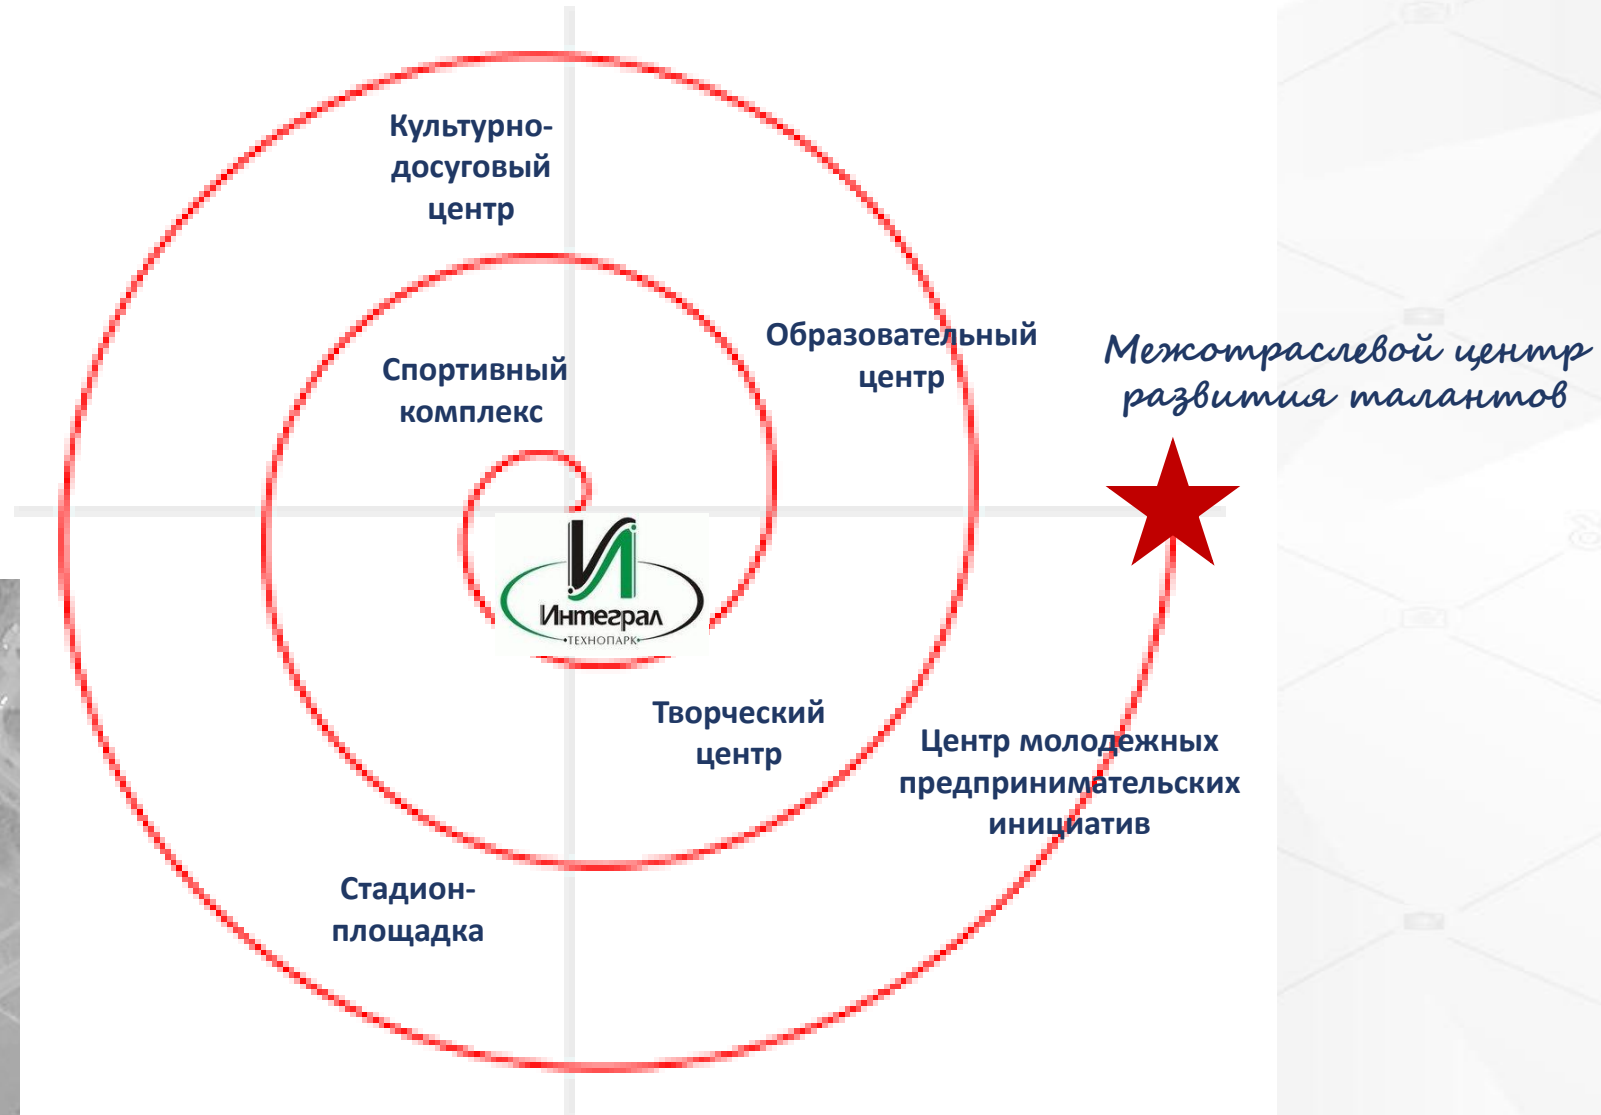 Культурно-
досуговый
центр
Образовательный
центр
Межотраслевой центр
развития талантов
Спортивный
комплекс
Интеграл
ТЕХНОПАРК
Творческий
центр
Центр молодежных
предпринимательских
инициатив
Стадион-
площадка